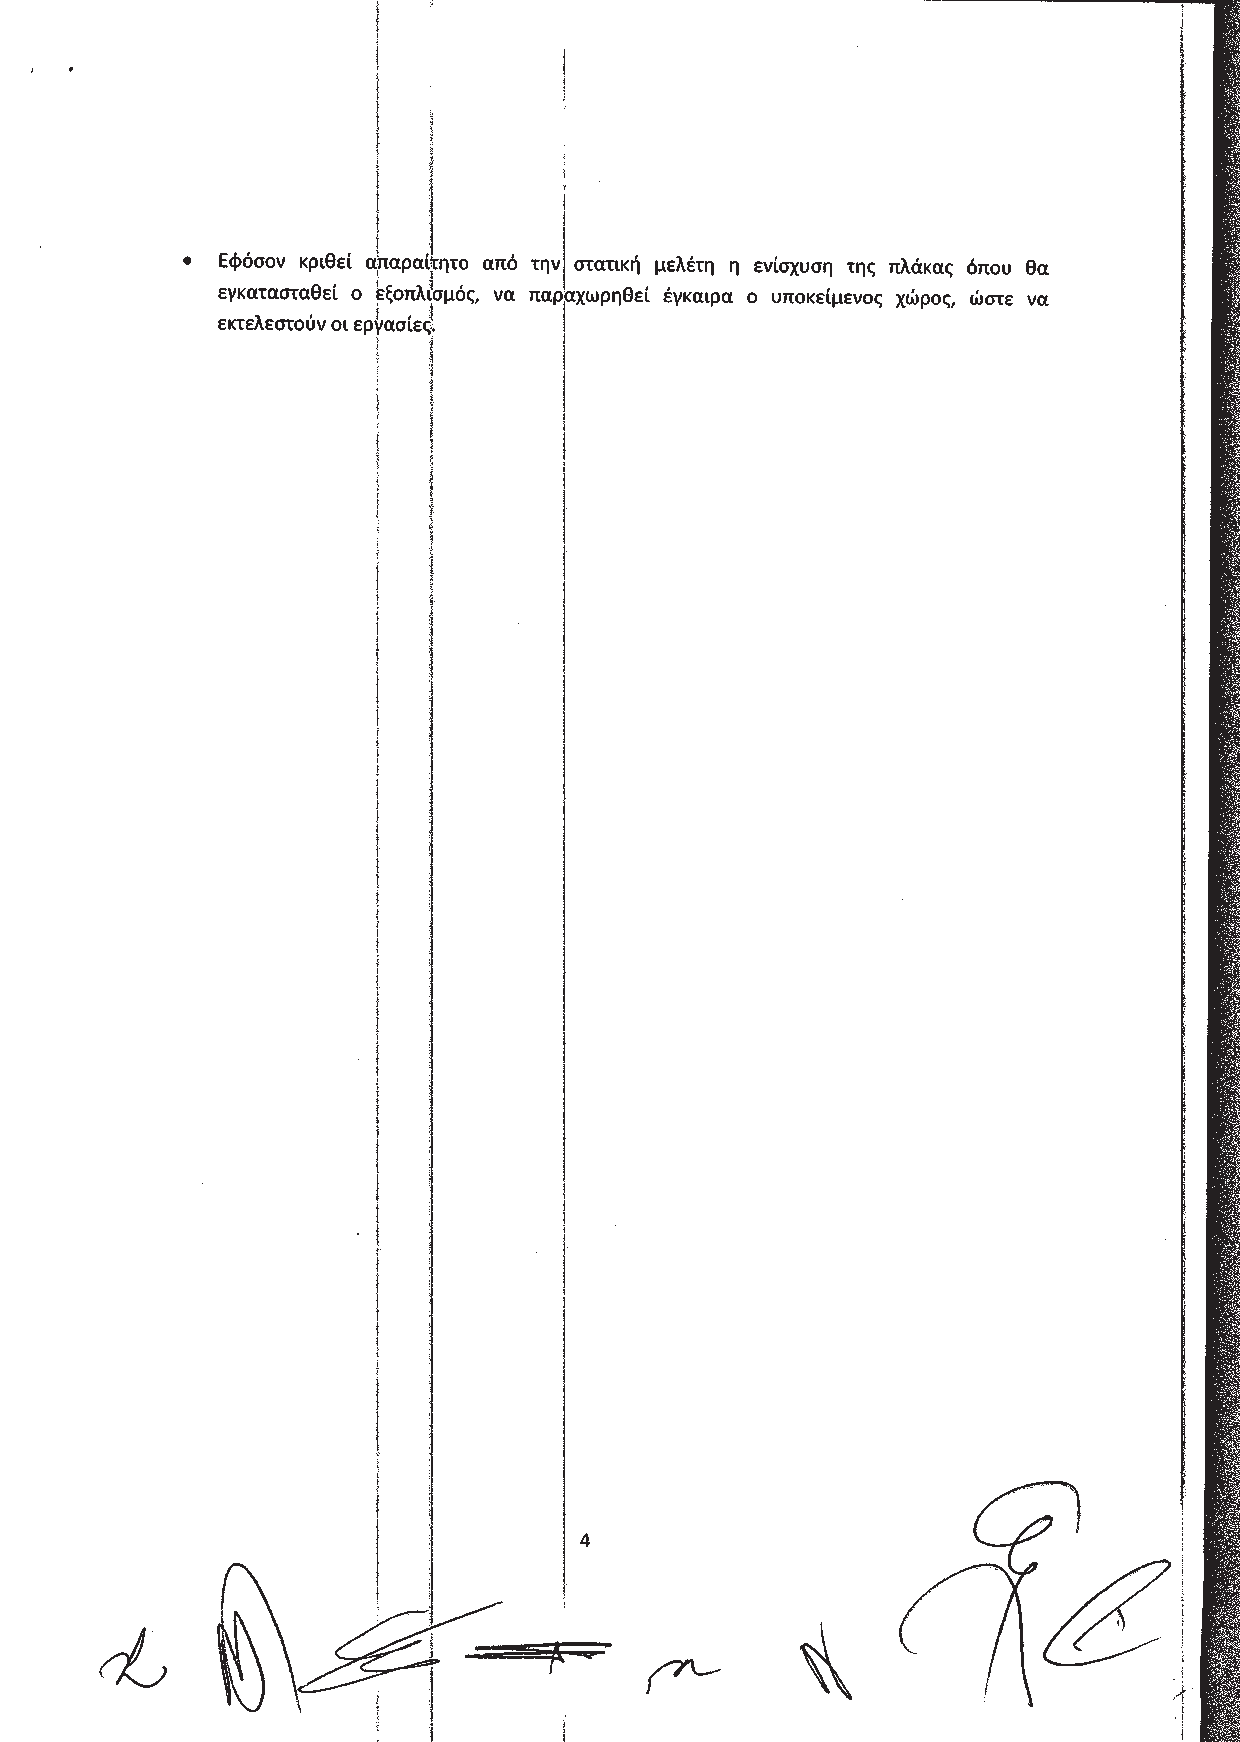 • Εφόσον κριθεί απαραίτητο από την στατική μελέτη η ενίσχυση της πλάκας όπου θα
εγκατασταθεί ο εξοπλισμός, να παραχωρηθεί έγκαιρα ο υποκείμενος χώρος, ώστε να
εκτελεστούν οι εργασίες.
4